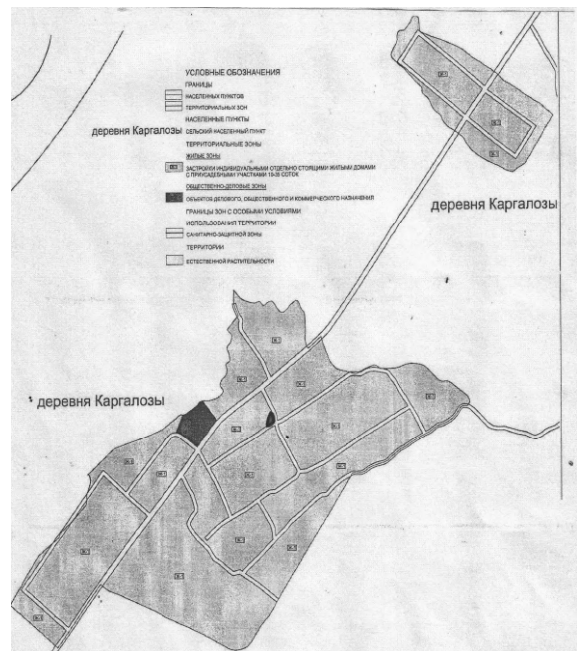 УСЛОВНЫЕ ОБОЗНАЧЕНИЯ
ГРАНИЦЫ
НАСЕЛЕННЫХ ПУНКТОВ
ТЕРРИТОРИАЛЬНЫХ ЗОН
НАСЕЛЕННЫЕ ПУНКТЫ
деревня Каргалозы СЕЛЬСКИЙ НАСЕЛЕННЫЙ ПУНКТ
ТЕРРИТОРИАЛЬНЫЕ ЗОНЫ
ЖИЛЫЕ ЗОНЫ
ЗАСТРОЙКИ ИНДИВИДУАЛЬНЫМИ ОТДЕЛЬНО СТОЯЩИМИ ЖИЛЫМИ ДОМАМИ
С ПРИУСАДЕБНЫМИ УЧАСТКАМИ СОТОК
ОБЩЕСТВЕННО-ДЕЛОВЫЕ ЗОНЫ
ОБЪЕКТОВ ДЕЛОВОГО, ОБЩЕСТВЕННОГО И КОММЕРЧЕСКОГО НАЗНАЧЕНИЯ
ГРАНИЦЫ ЗОН С ОСОБЫМИ УСЛОВИЯМИ
ИСПОЛЬЗОВАНИЯ ТЕРРИТОРИИ
САНИТАРНО-ЗАЩИТНОЙ ЗОНЫ
ТЕРРИТОРИИ
ЕСТЕСТВЕННОЙ РАСТИТЕЛЬНОСТИ
деревня Каргалозы
деревня Каргалозы